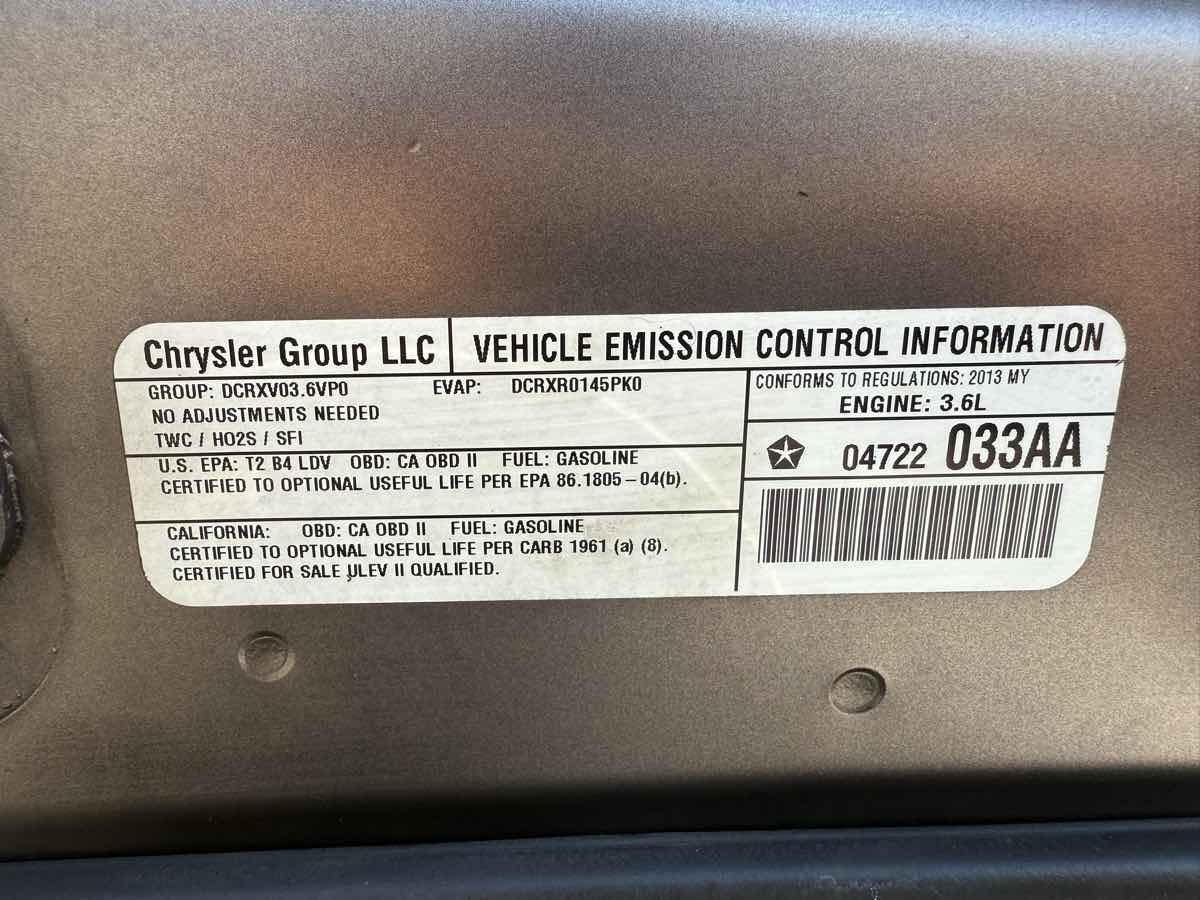 Chrysler Group LLC VEHICLE EMISSION CONTROL INFORMATION
GROUP: DCRXV03.6VP0 EVAP: DCRXR0145PK0
NO ADJUSTMENTS NEEDED
TWC / HO2S / SFI
U.S. EPA: T2 B4 LDV OBD: CA OBD II FUEL: GASOLINE
CERTIFIED TO OPTIONAL USEFUL LIFE PER EPA 86.1805-04(b).
CALIFORNIA: OBD: CA OBD II FUEL: GASOLINE
CERTIFIED TO OPTIONAL USEFUL LIFE PER CARB 1961 (a) (8).
CERTIFIED FOR SALE ULEV II QUALIFIED.
CONFORMS TO REGULATIONS: 2013 MY
ENGINE: 3.6L
04722 033AA